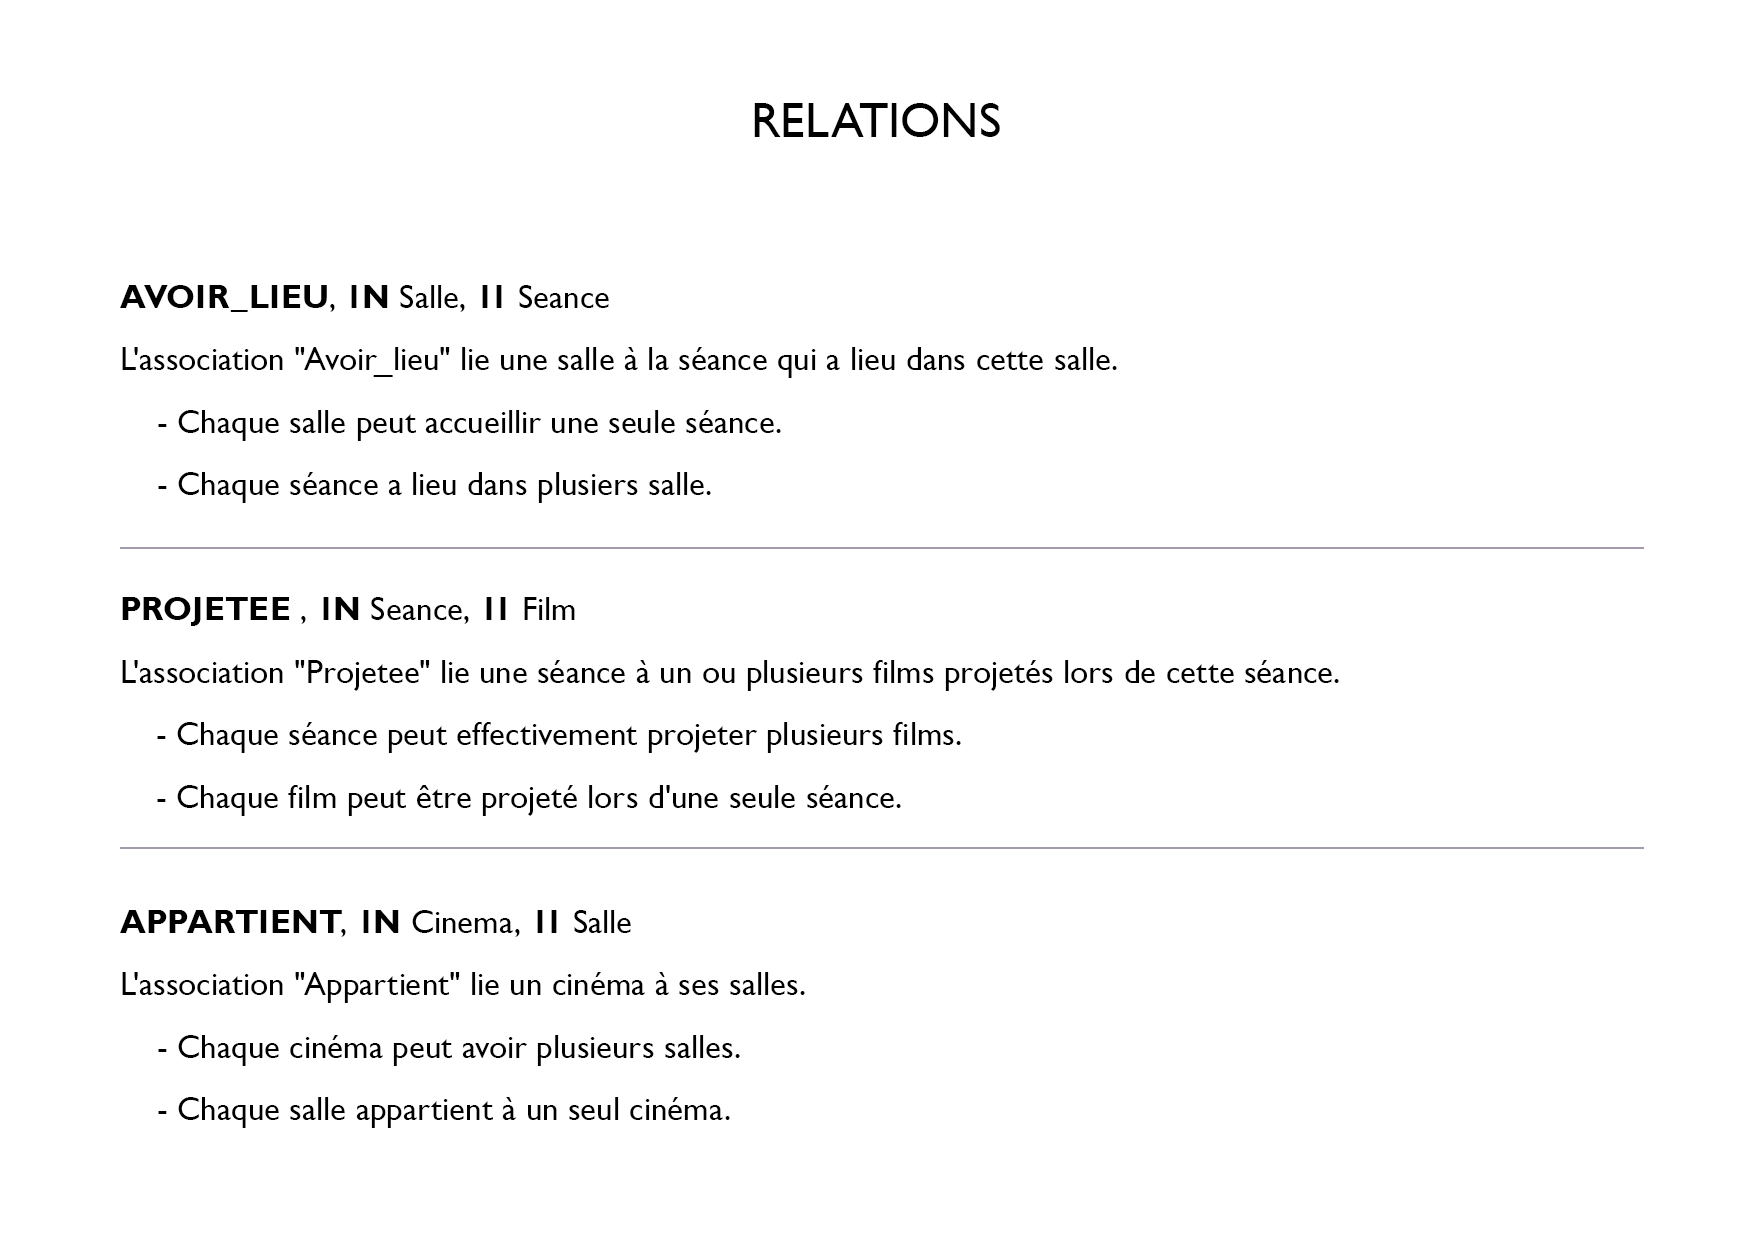 RELATIONS
AVOIR_LIEU, 1N Salle, 11 Seance
L'association "Avoir_lieu" lie une salle à la séance qui a lieu dans cette salle.
- Chaque salle peut accueillir une seule séance.
- Chaque séance a lieu dans plusiers salle.
PROJETEE , 1N Seance, 11 Film
L'association "Projetee" lie une séance à un ou plusieurs films projetés lors de cette séance.
- Chaque séance peut effectivement projeter plusieurs films.
- Chaque film peut être projeté lors d'une seule séance.
APPARTIENT, 1N Cinema, 11 Salle
L'association "Appartient" lie un cinéma à ses salles.
- Chaque cinéma peut avoir plusieurs salles.
- Chaque salle appartient à un seul cinéma.